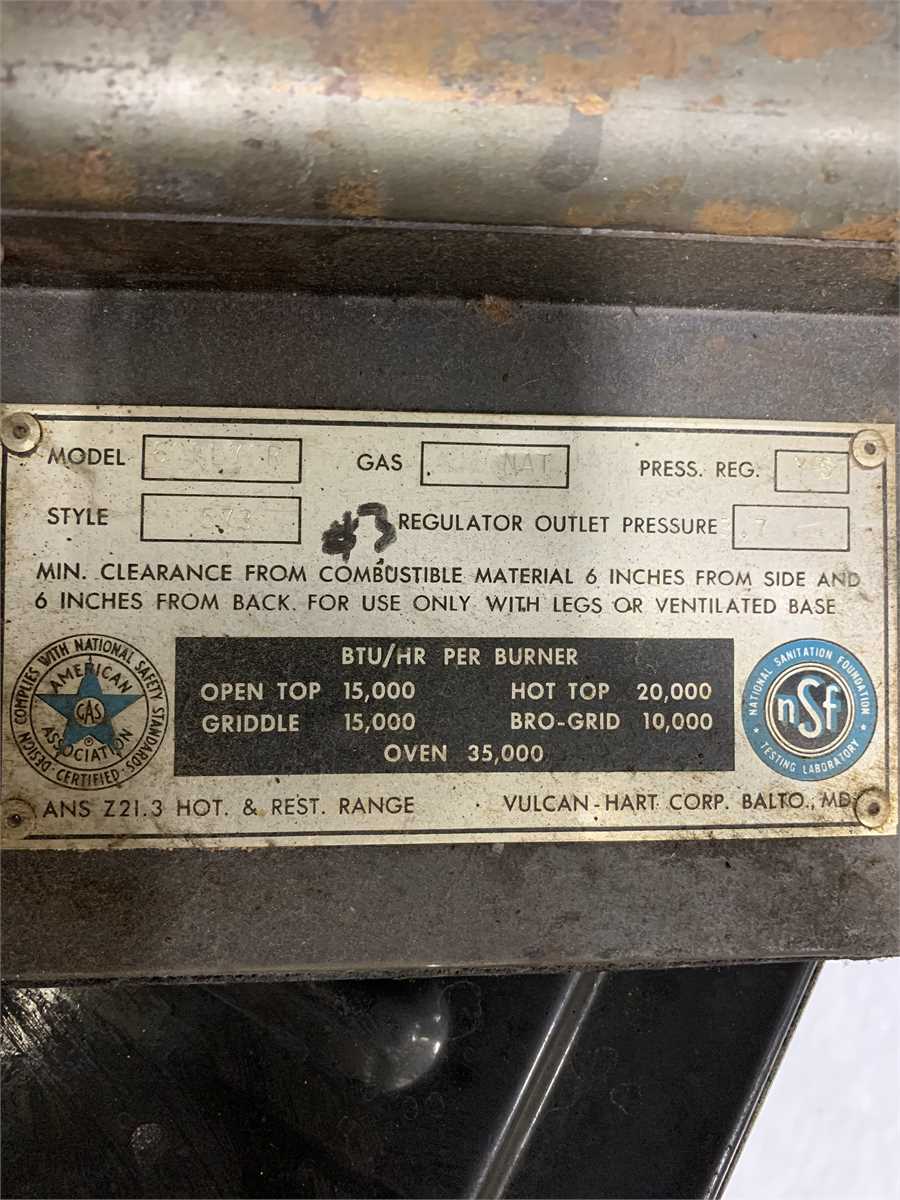 MODEL
GAS NAT
PRESS. REG.
STYLE 573
#3
REGULATOR OUTLET PRESSURE 7
MIN. CLEARANCE FROM COMBUSTIBLE MATERIAL 6 INCHES FROM SIDE AND
6 INCHES FROM BACK. FOR USE ONLY WITH LEGS OR VENTILATED BASE
DESIGN COMPLIES WITH NATIONAL SAFETY STANDARDS
AMERICAN
GAS
ASSOCIATION
CERTIFIED
BTU/HR PER BURNER
OPEN TOP 15,000 HOT TOP 20,000
GRIDDLE 15,000 BRO-GRID 10,000
OVEN 35,000
NATIONAL SANITATION FOUNDATION
nsf
TESTING LABORATORY
ANS Z21.3 HOT. & REST. RANGE · VULCAN-HART CORP. BALTO., MD.